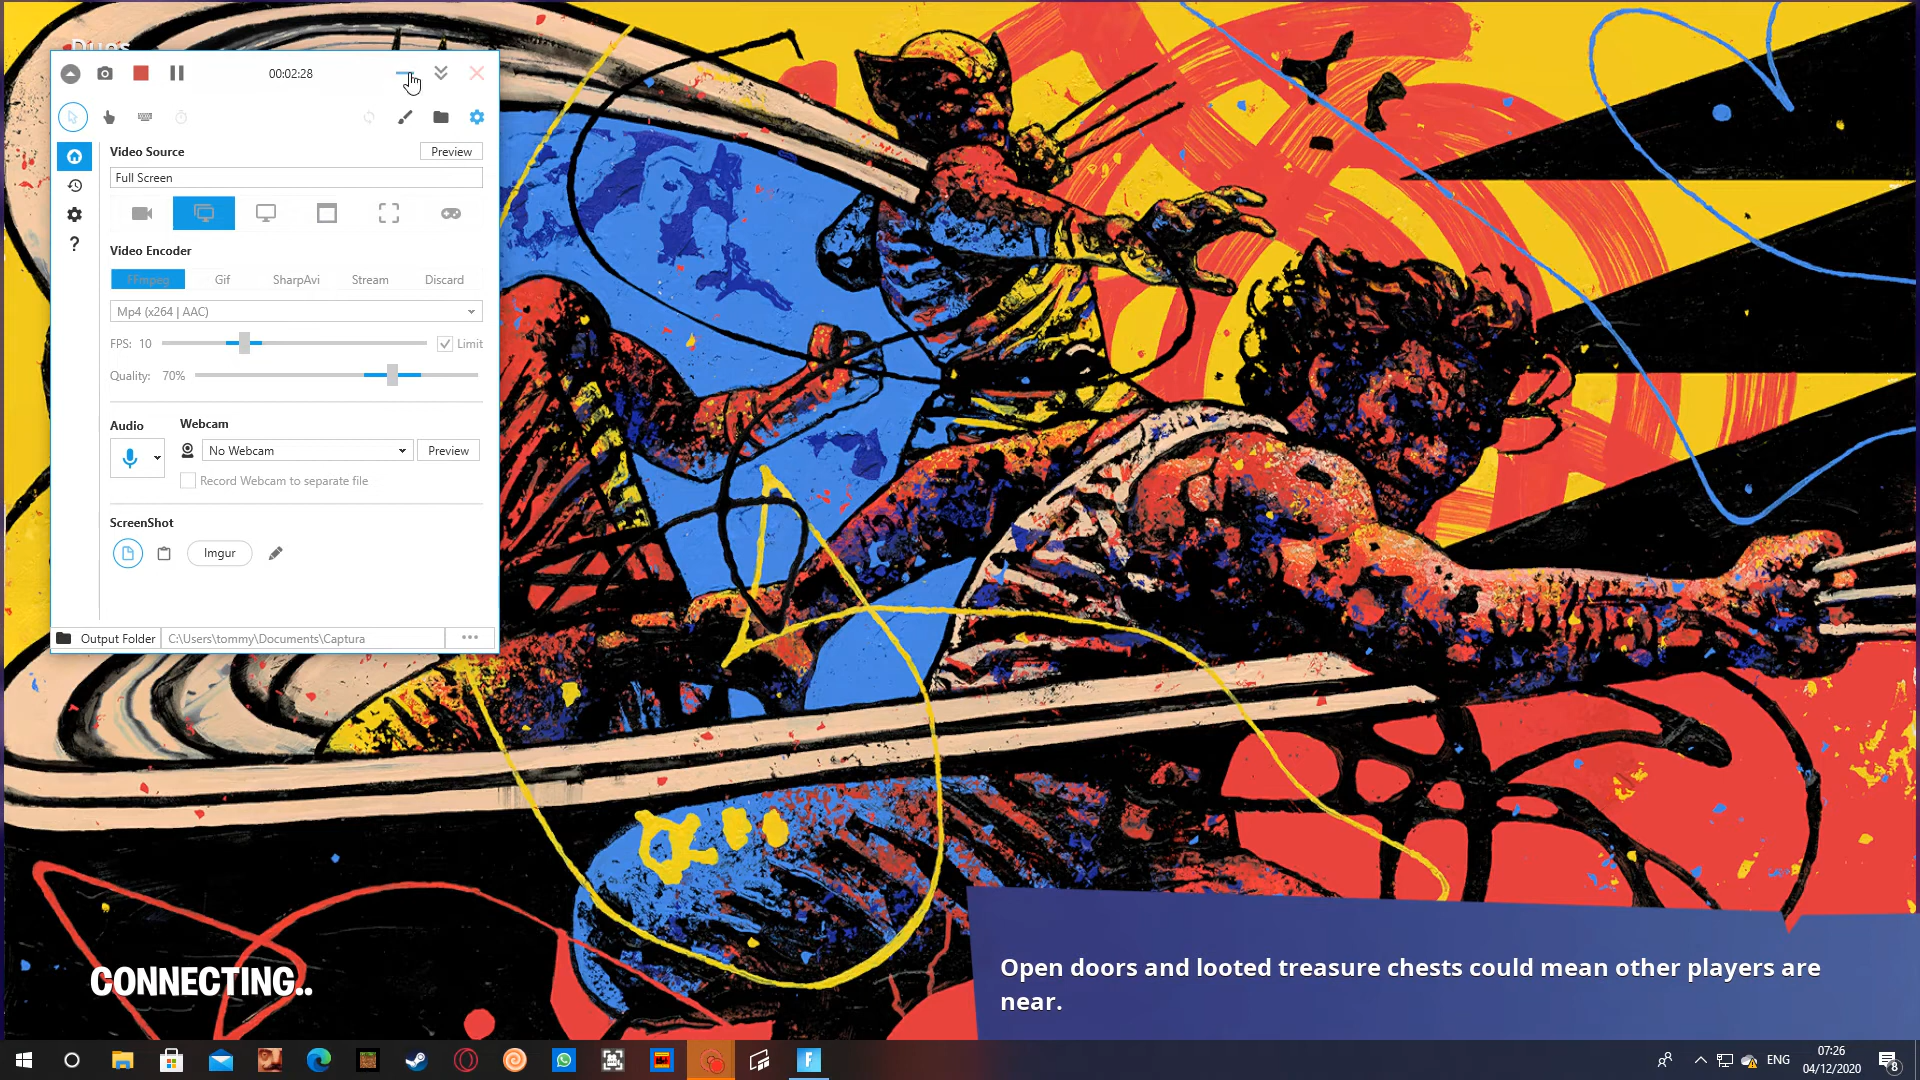 Duos
00:02:28
Video Source
Preview
Full Screen
Video Encoder
FFmpeg
Gif
SharpAvi
Stream
Discard
Mp4 (x264 | AAC)
FPS: 10
Limit
Quality: 70%
Audio
Webcam
No Webcam
Preview
Record Webcam to separate file
ScreenShot
Imgur
Output Folder
C:\Users\tommy\Documents\Captura
CONNECTING..
Open doors and looted treasure chests could mean other players are
near.
ENG
07:26
04/12/2020
8